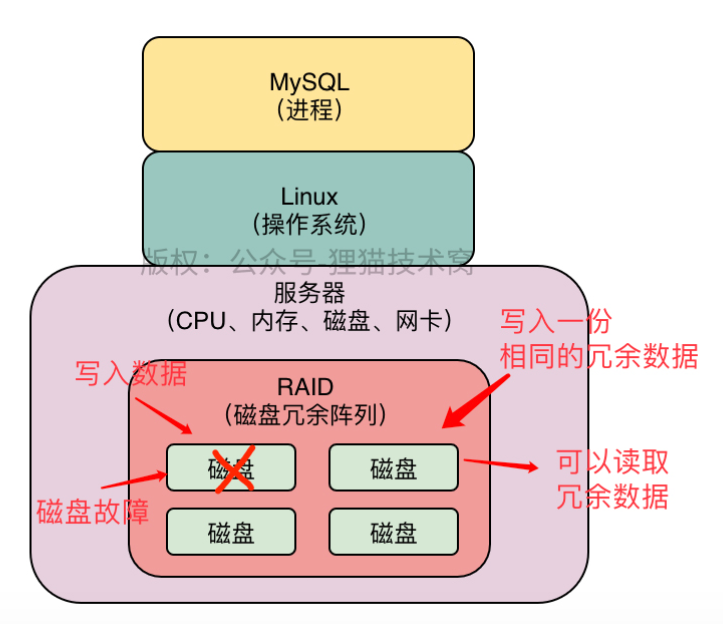 MySQL
（进程）
Linux
（操作系统）
版权：公众号 狸猫技术窝
服务器
（CPU、内存、磁盘、网卡）
写入一份
相同的冗余数据
写入数据
RAID
（磁盘冗余阵列）
磁盘
磁盘
可以读取
冗余数据
磁盘故障
磁盘
磁盘